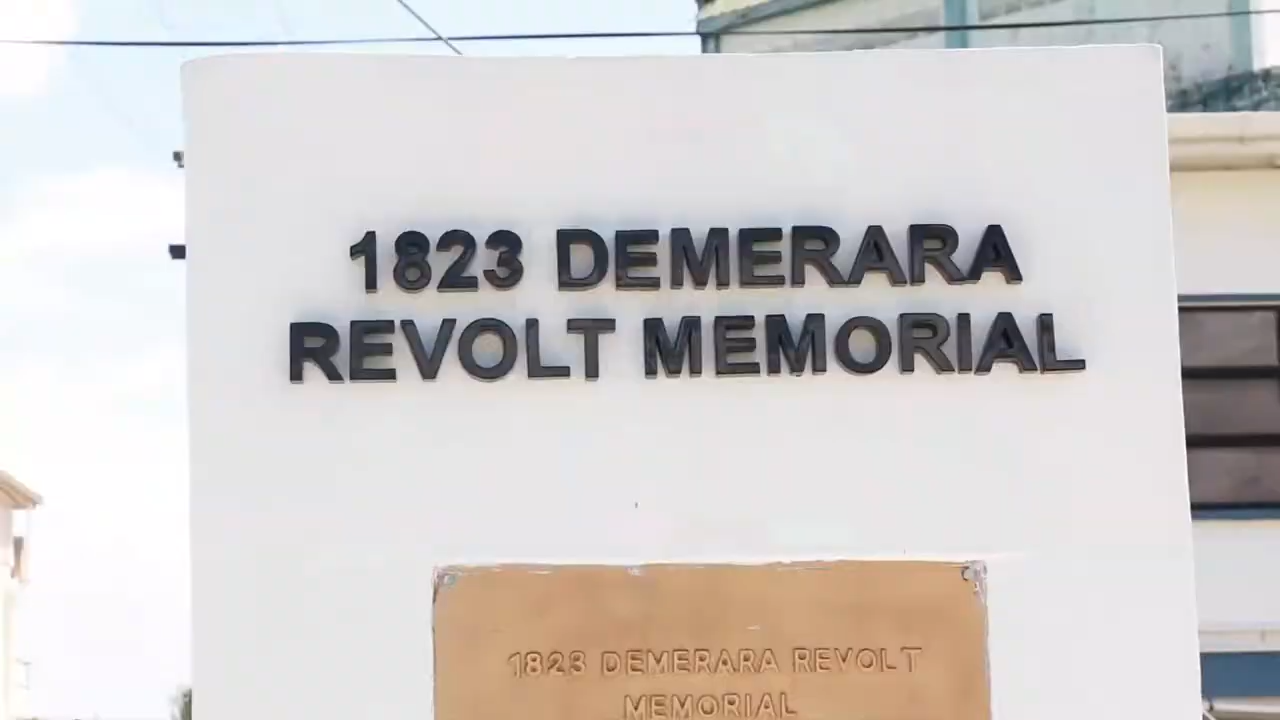 1823 DEMERARA
REVOLT MEMORIAL
1823 DEMERARA REVOLT
MEMORIAL